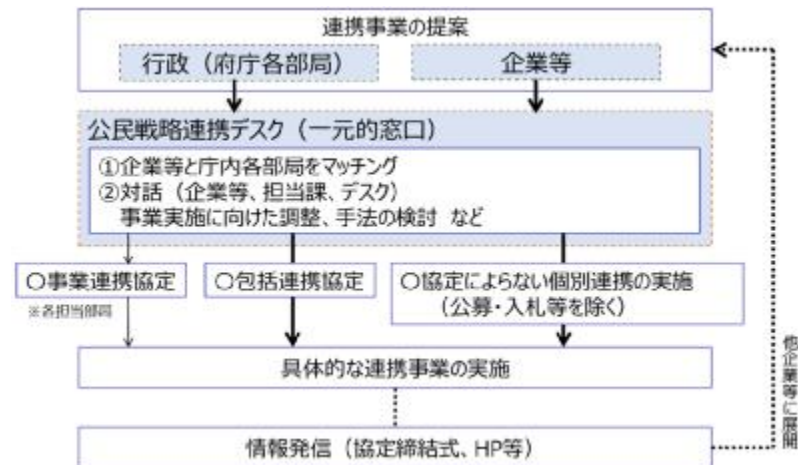 連携事業の提案
行政（府庁各部局）
企業等
公民戦略連携デスク（一元的窓口）
①企業等と庁内各部局をマッチング
②対話（企業等、担当課、デスク）
事業実施に向けた調整、手法の検討 など
○事業連携協定
○包括連携協定
○協定によらない個別連携の実施
（公募・入札等を除く）
※各担当部局
具体的な連携事業の実施
情報発信（協定締結式、HP等）
他企業等に展開